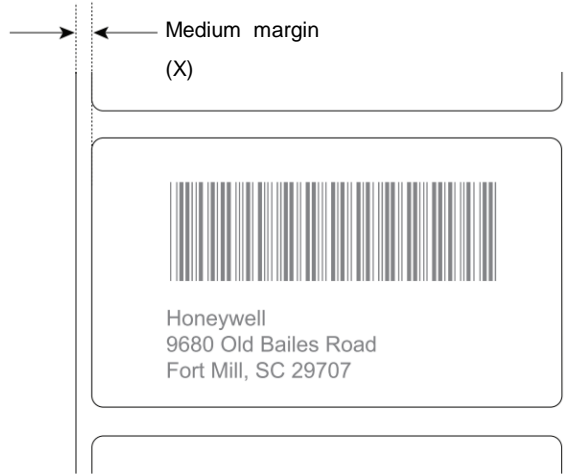 Medium margin
(X)
Honeywell
9680 Old Bailes Road
Fort Mill, SC 29707